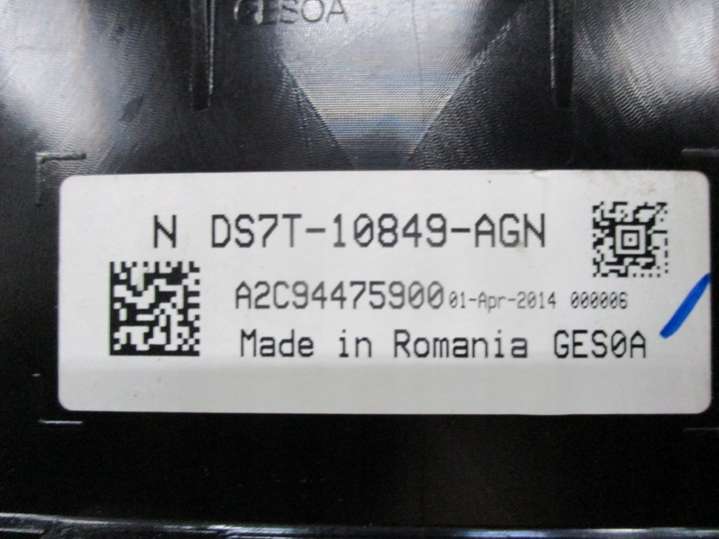 GES0A
N DS7T-10849-AGN
A2C94475900 01-Apr-2014 000006
Made in Romania GES0A